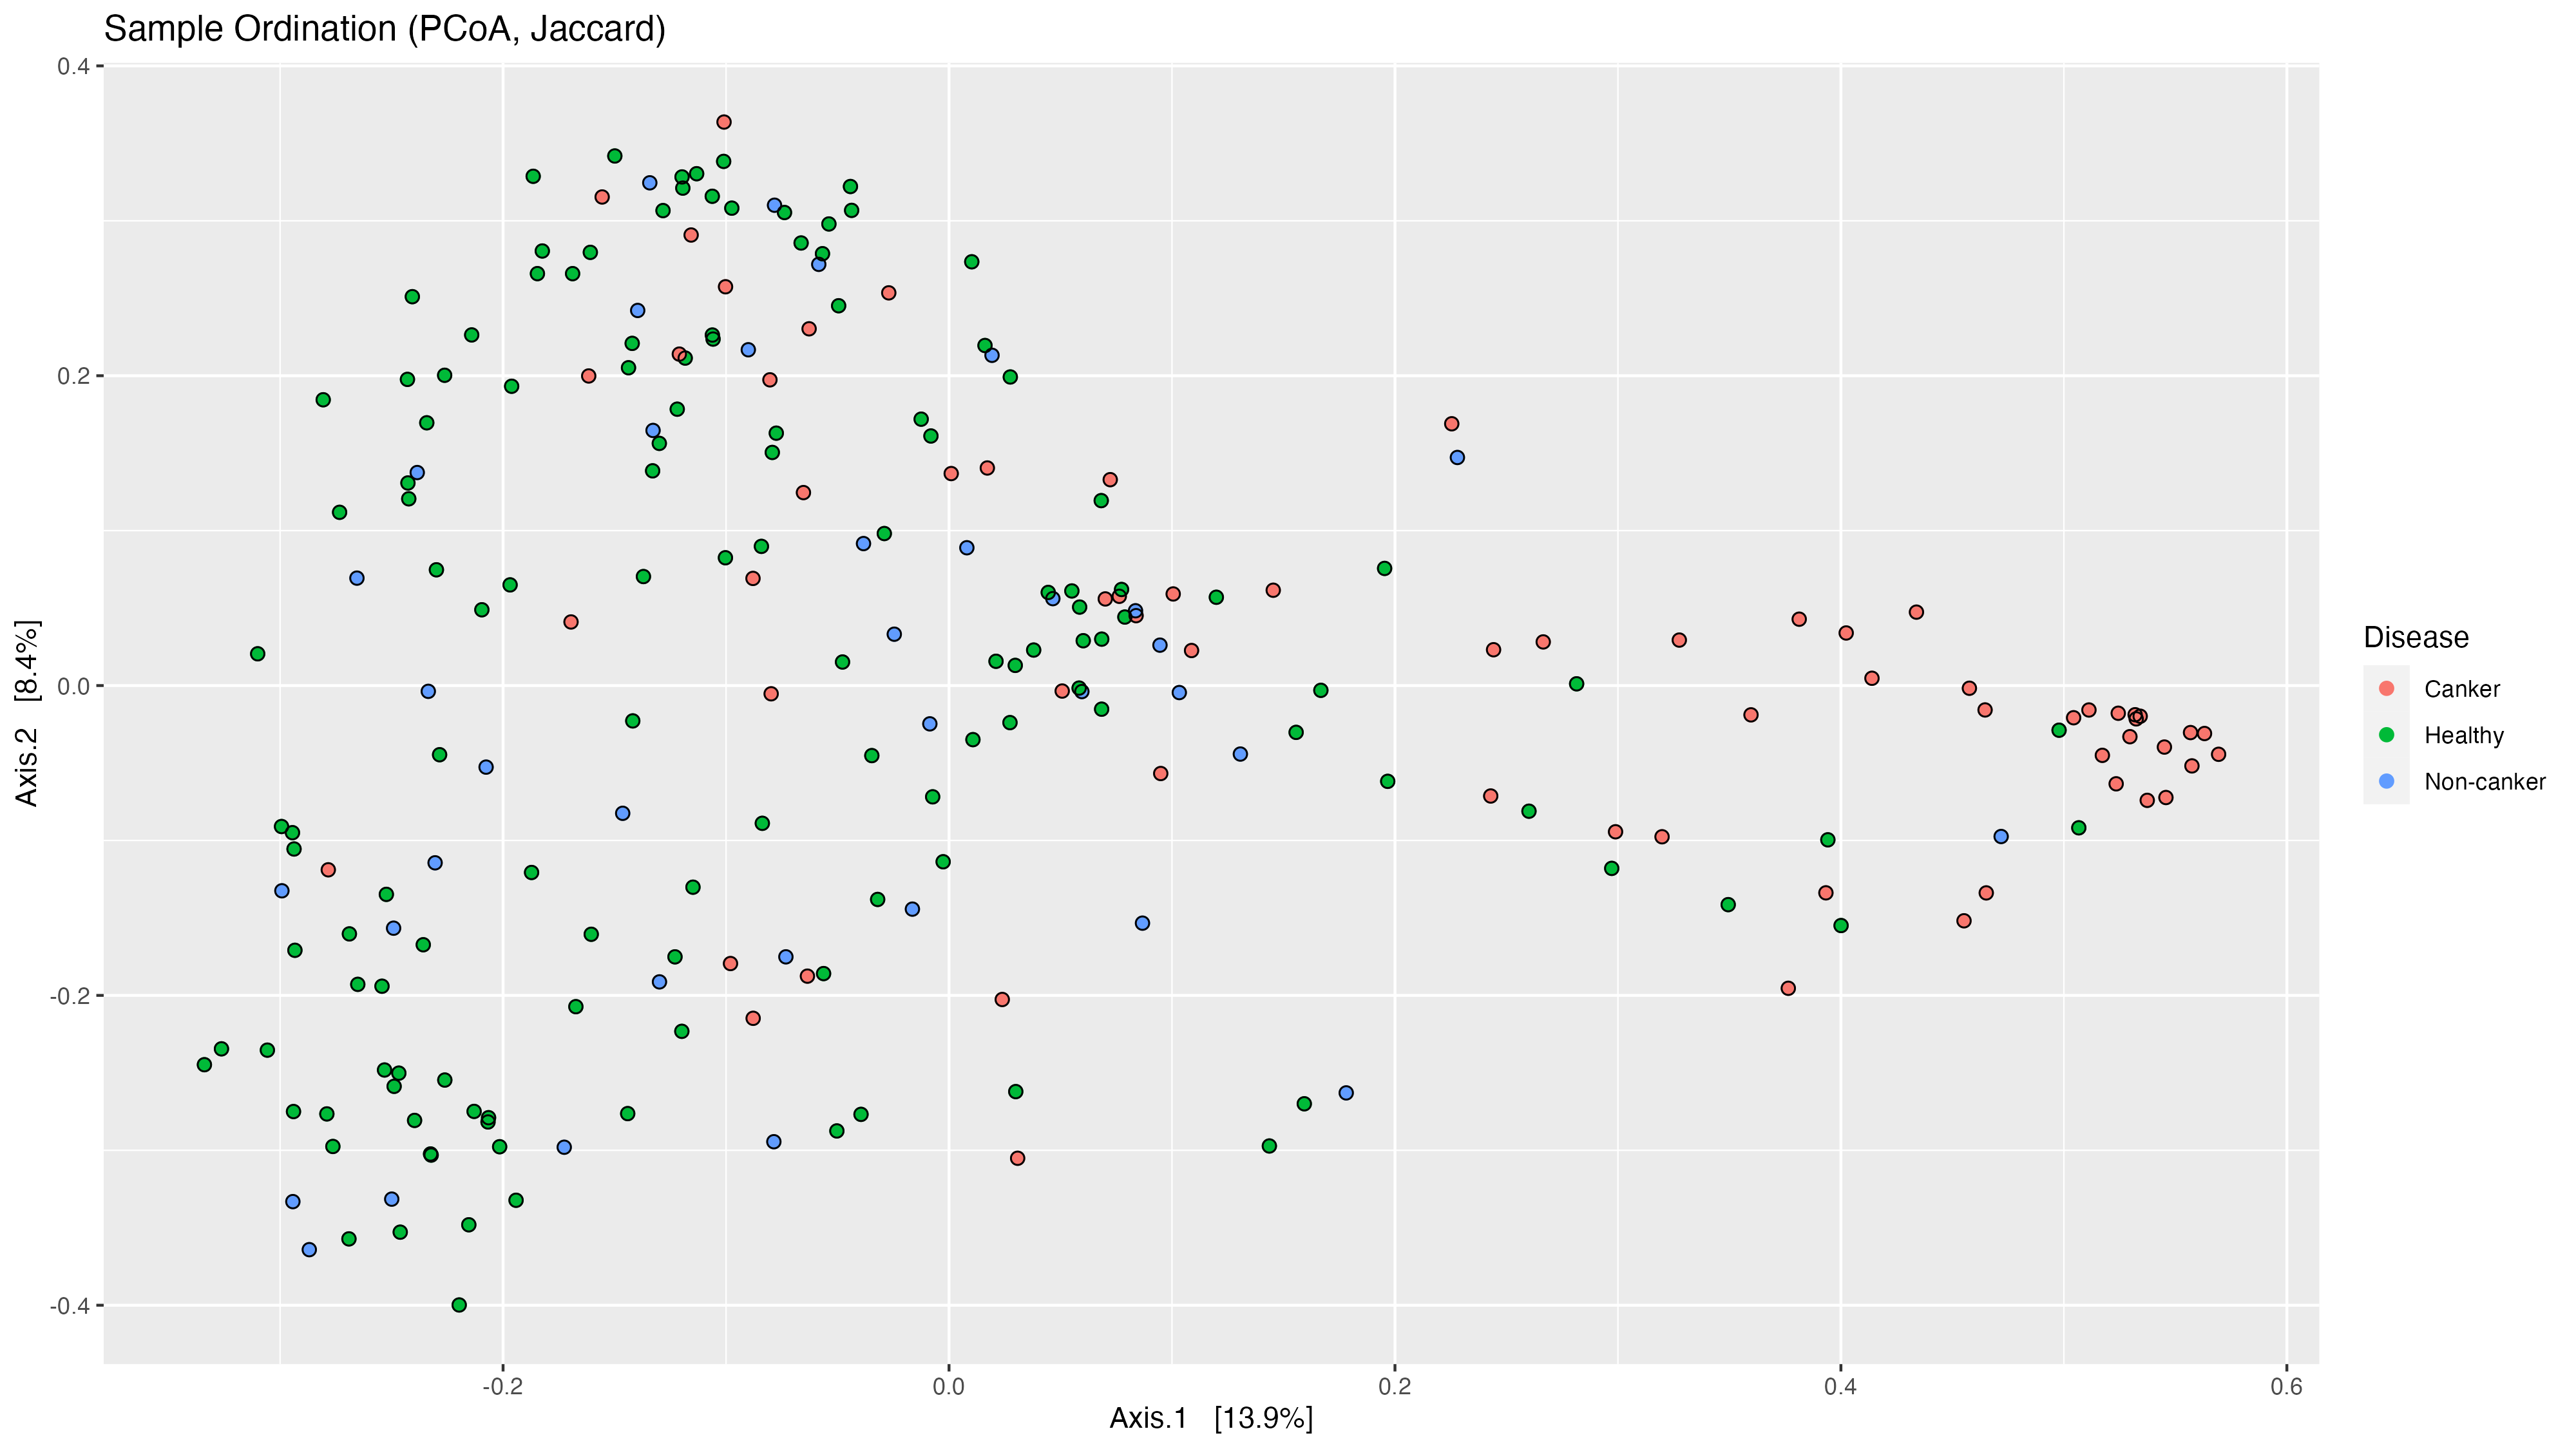 Sample Ordination (PCoA, Jaccard)
0.4
0.2
0.0
-0.2
-0.4
Axis.2 [8.4%]
-0.2
0.0
0.2
0.4
0.6
Axis.1 [13.9%]
Disease
Canker
Healthy
Non-canker